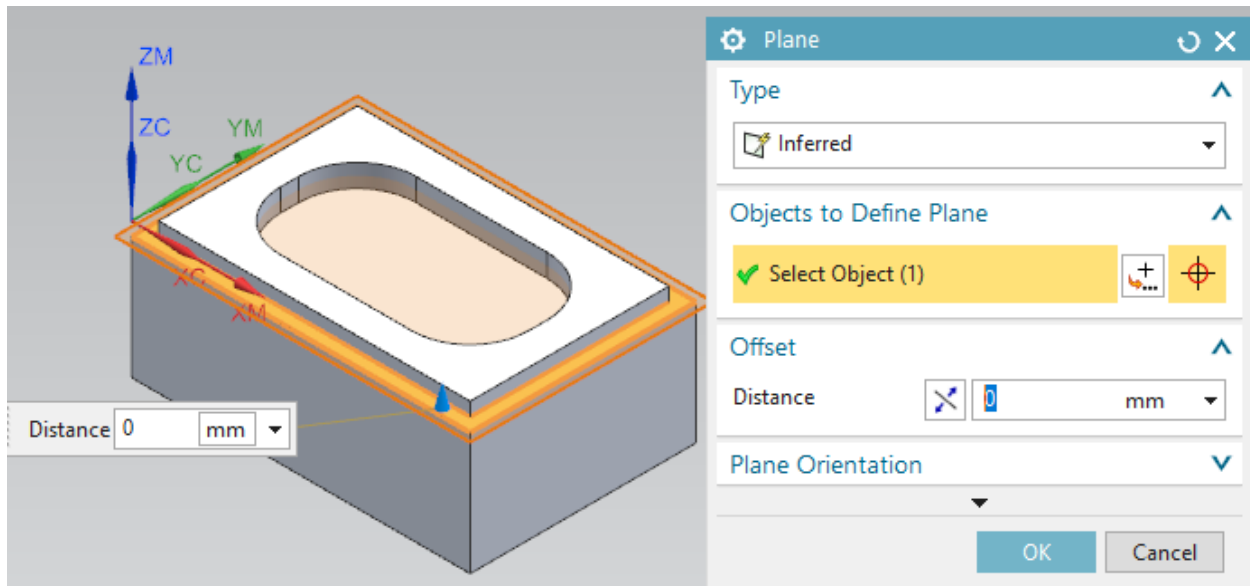 ZM
ZC
YM
YC
XC
XM
Distance 0 mm
Plane
Type
Inferred
Objects to Define Plane
Select Object (1)
Offset
Distance 0 mm
Plane Orientation
OK Cancel